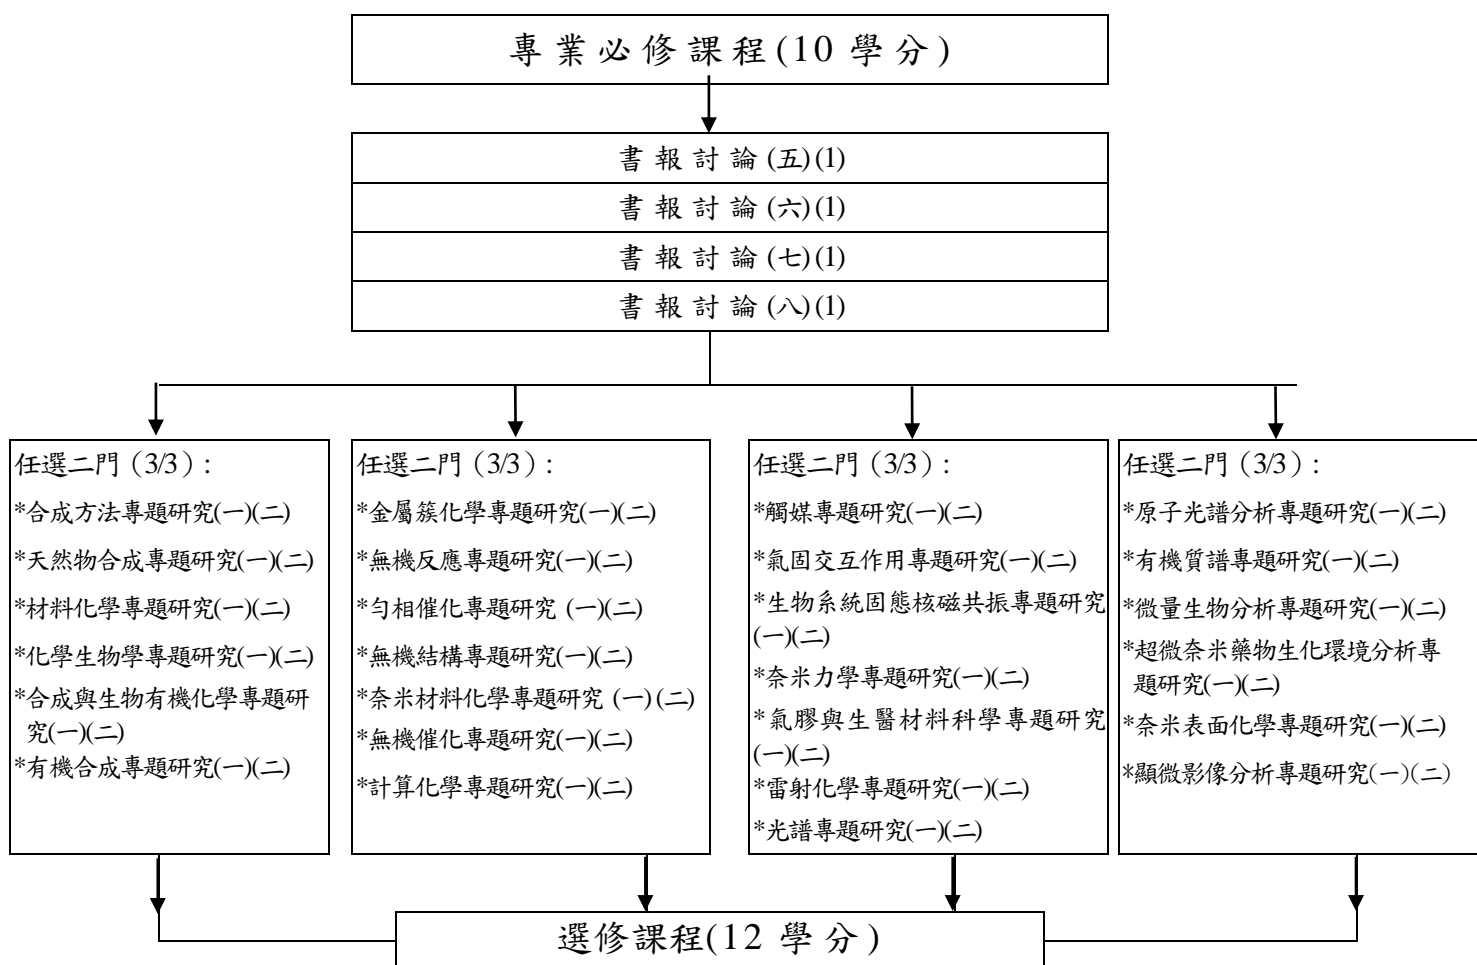 專業必修課程(10 學分)
書報討論(五)(1)
書報討論(六)(1)
書報討論(七)(1)
書報討論(八)(1)
任選二門（3/3）:
*合成方法專題研究(一)(二)
*天然物合成專題研究(一)(二)
*材料化學專題研究(一)(二)
*化學生物學專題研究(一)(二)
*合成與生物有機化學專題研
究(一)(二)
*有機合成專題研究(一)(二)
任選二門（3/3）:
*金屬簇化學專題研究(一)(二)
*無機反應專題研究(一)(二)
*勻相催化專題研究 (一)(二)
*無機結構專題研究(一)(二)
*奈米材料化學專題研究 (一)(二)
*無機催化專題研究(一)(二)
*計算化學專題研究(一)(二)
任選二門（3/3）:
*觸媒專題研究(一)(二)
*氣固交互作用專題研究(一)(二)
*生物系統固態核磁共振專題研究
(一)(二)
*奈米力學專題研究(一)(二)
*氣膠與生醫材料科學專題研究
(一)(二)
*雷射化學專題研究(一)(二)
*光譜專題研究(一)(二)
任選二門（3/3）:
*原子光譜分析專題研究(一)(二)
*有機質譜專題研究(一)(二)
*微量生物分析專題研究(一)(二)
*超微奈米藥物生化環境分析專
題研究(一)(二)
*奈米表面化學專題研究(一)(二)
*顯微影像分析專題研究(一)(二)
選修課程(12 學分)